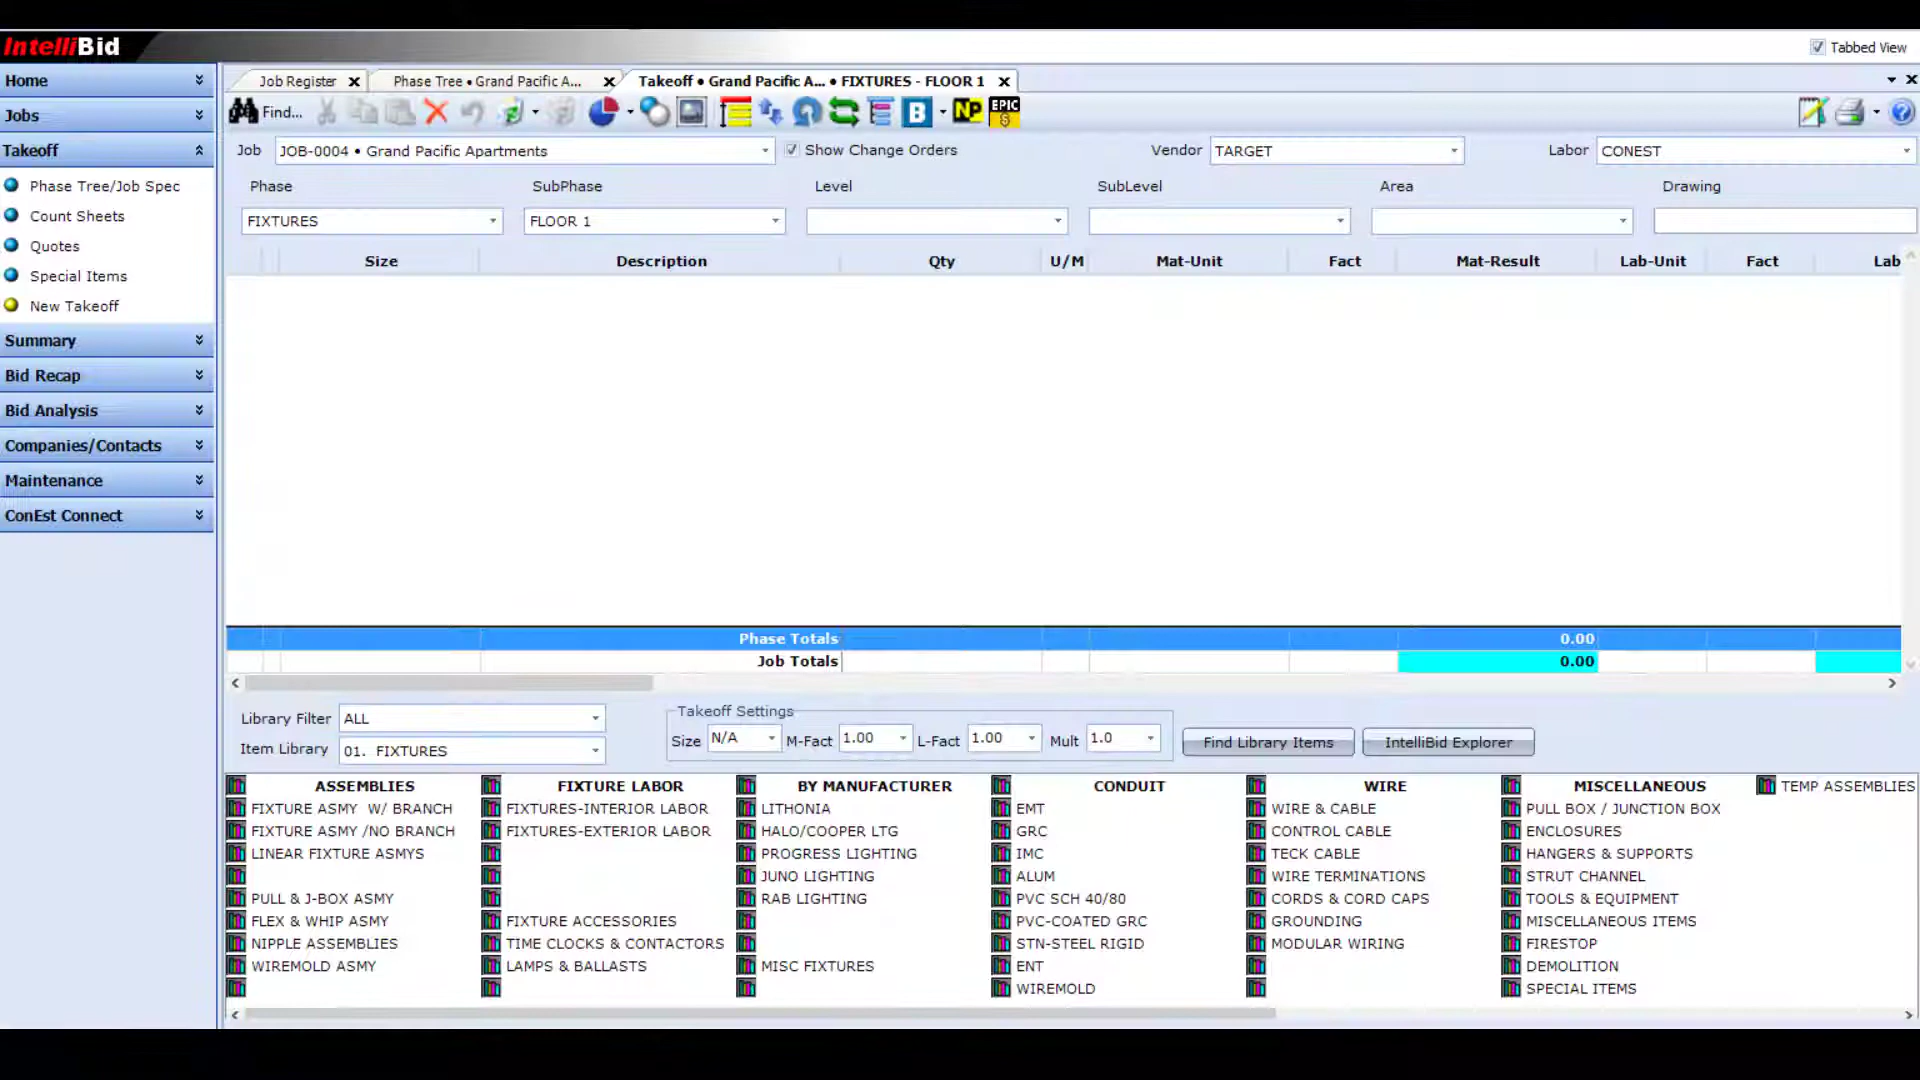 IntelliBid
Tabbed View
Home
Jobs
Takeoff
Phase Tree/Job Spec
Count Sheets
Quotes
Special Items
New Takeoff
Summary
Bid Recap
Bid Analysis
Companies/Contacts
Maintenance
ConEst Connect
Job Register
Phase Tree • Grand Pacific A...
Takeoff • Grand Pacific A... • FIXTURES - FLOOR 1
Find...
B
NP
EPIC
$
Job JOB-0004 • Grand Pacific Apartments Show Change Orders Vendor TARGET Labor CONEST
Phase SubPhase Level SubLevel Area Drawing
FIXTURES FLOOR 1
Size Description Qty U/M Mat-Unit Fact Mat-Result Lab-Unit Fact Lab
Phase Totals 0.00
Job Totals 0.00
Library Filter ALL
Item Library 01. FIXTURES
Takeoff Settings
Size N/A M-Fact 1.00 L-Fact 1.00 Mult 1.0
Find Library Items
IntelliBid Explorer
ASSEMBLIES
FIXTURE ASMY W/ BRANCH
FIXTURE ASMY /NO BRANCH
LINEAR FIXTURE ASMYS
PULL & J-BOX ASMY
FLEX & WHIP ASMY
NIPPLE ASSEMBLIES
WIREMOLD ASMY
FIXTURE LABOR
FIXTURES-INTERIOR LABOR
FIXTURES-EXTERIOR LABOR
FIXTURE ACCESSORIES
TIME CLOCKS & CONTACTORS
LAMPS & BALLASTS
BY MANUFACTURER
LITHONIA
HALO/COOPER LTG
PROGRESS LIGHTING
JUNO LIGHTING
RAB LIGHTING
MISC FIXTURES
CONDUIT
EMT
GRC
IMC
ALUM
PVC SCH 40/80
PVC-COATED GRC
STN-STEEL RIGID
ENT
WIREMOLD
WIRE
WIRE & CABLE
CONTROL CABLE
TECK CABLE
WIRE TERMINATIONS
CORDS & CORD CAPS
GROUNDING
MODULAR WIRING
MISCELLANEOUS
PULL BOX / JUNCTION BOX
ENCLOSURES
HANGERS & SUPPORTS
STRUT CHANNEL
TOOLS & EQUIPMENT
MISCELLANEOUS ITEMS
FIRESTOP
DEMOLITION
SPECIAL ITEMS
TEMP ASSEMBLIES